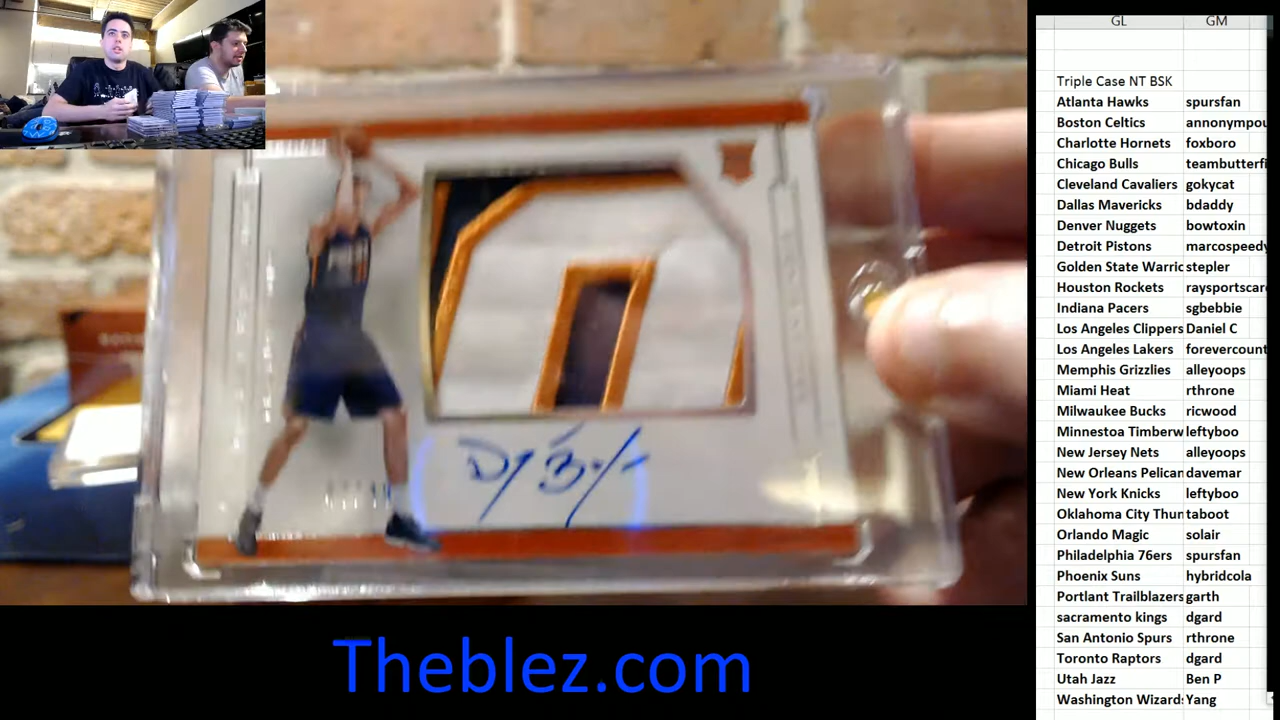 GL GM
Triple Case NT BSK
Atlanta Hawks spursfan
Boston Celtics annonympou
Charlotte Hornets foxboro
Chicago Bulls teambutterfi
Cleveland Cavaliers gokycat
Dallas Mavericks bdaddy
Denver Nuggets bowtoxin
Detroit Pistons marcospeedy
Golden State Warric stepler
Houston Rockets raysportscar
Indiana Pacers sgbebbie
Los Angeles Clippers Daniel C
Los Angeles Lakers forevercount
Memphis Grizzlies alleyoops
Miami Heat rthrone
Milwaukee Bucks ricwood
Minnestoa Timberw leftyboo
New Jersey Nets alleyoops
New Orleans Pelican davemar
New York Knicks leftyboo
Oklahoma City Thun taboot
Orlando Magic solair
Philadelphia 76ers spursfan
Phoenix Suns hybridcola
Portlant Trailblazers garth
sacramento kings dgard
San Antonio Spurs rthrone
Toronto Raptors dgard
Utah Jazz Ben P
Washington Wizards Yang
Theblez.com